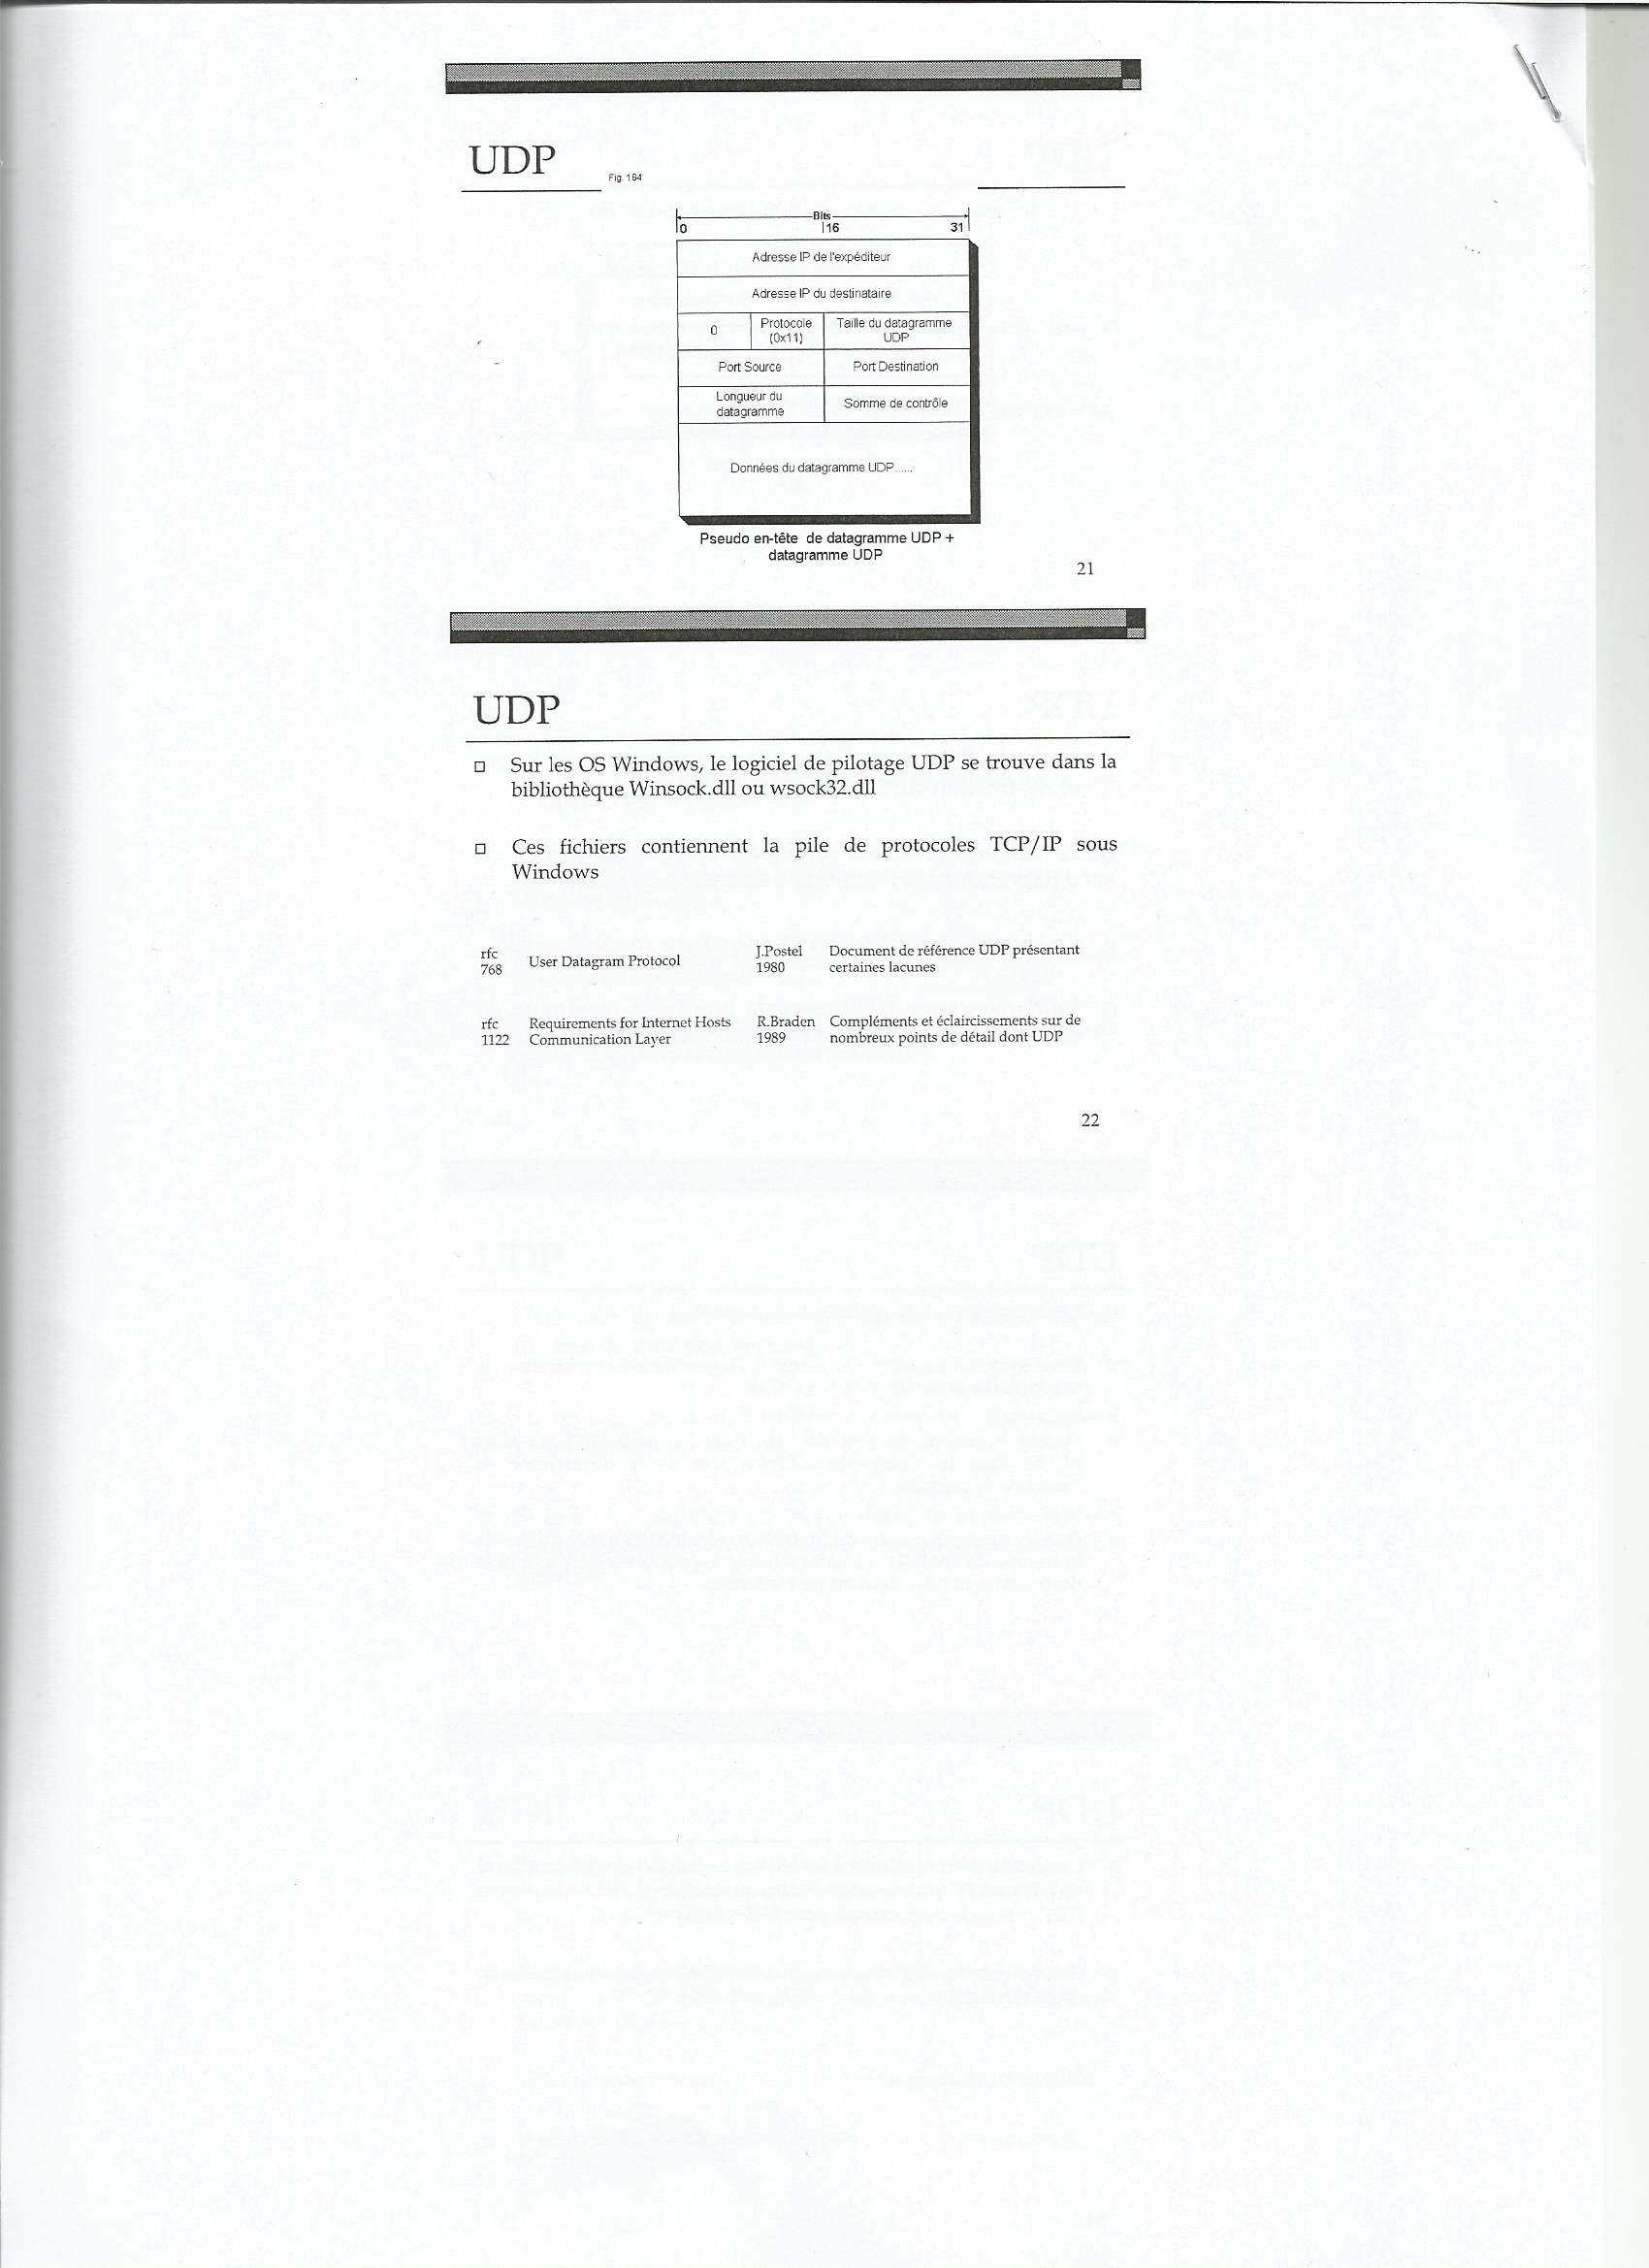 UDP
Fig. 164
Bits
0 16 31
Adresse IP de l'expéditeur
Adresse IP du destinataire
0 Protocole Taille du datagramme
(0x11) UDP
Port Source Port Destination
Longueur du Somme de contrôle
datagramme
Données du datagramme UDP......
Pseudo en-tête de datagramme UDP +
datagramme UDP
21
UDP
□ Sur les OS Windows, le logiciel de pilotage UDP se trouve dans la
bibliothèque Winsock.dll ou wsock32.dll
□ Ces fichiers contiennent la pile de protocoles TCP/IP sous
Windows
rfc User Datagram Protocol J.Postel Document de référence UDP présentant
768 1980 certaines lacunes
rfc Requirements for Internet Hosts R.Braden Compléments et éclaircissements sur de
1122 Communication Layer 1989 nombreux points de détail dont UDP
22